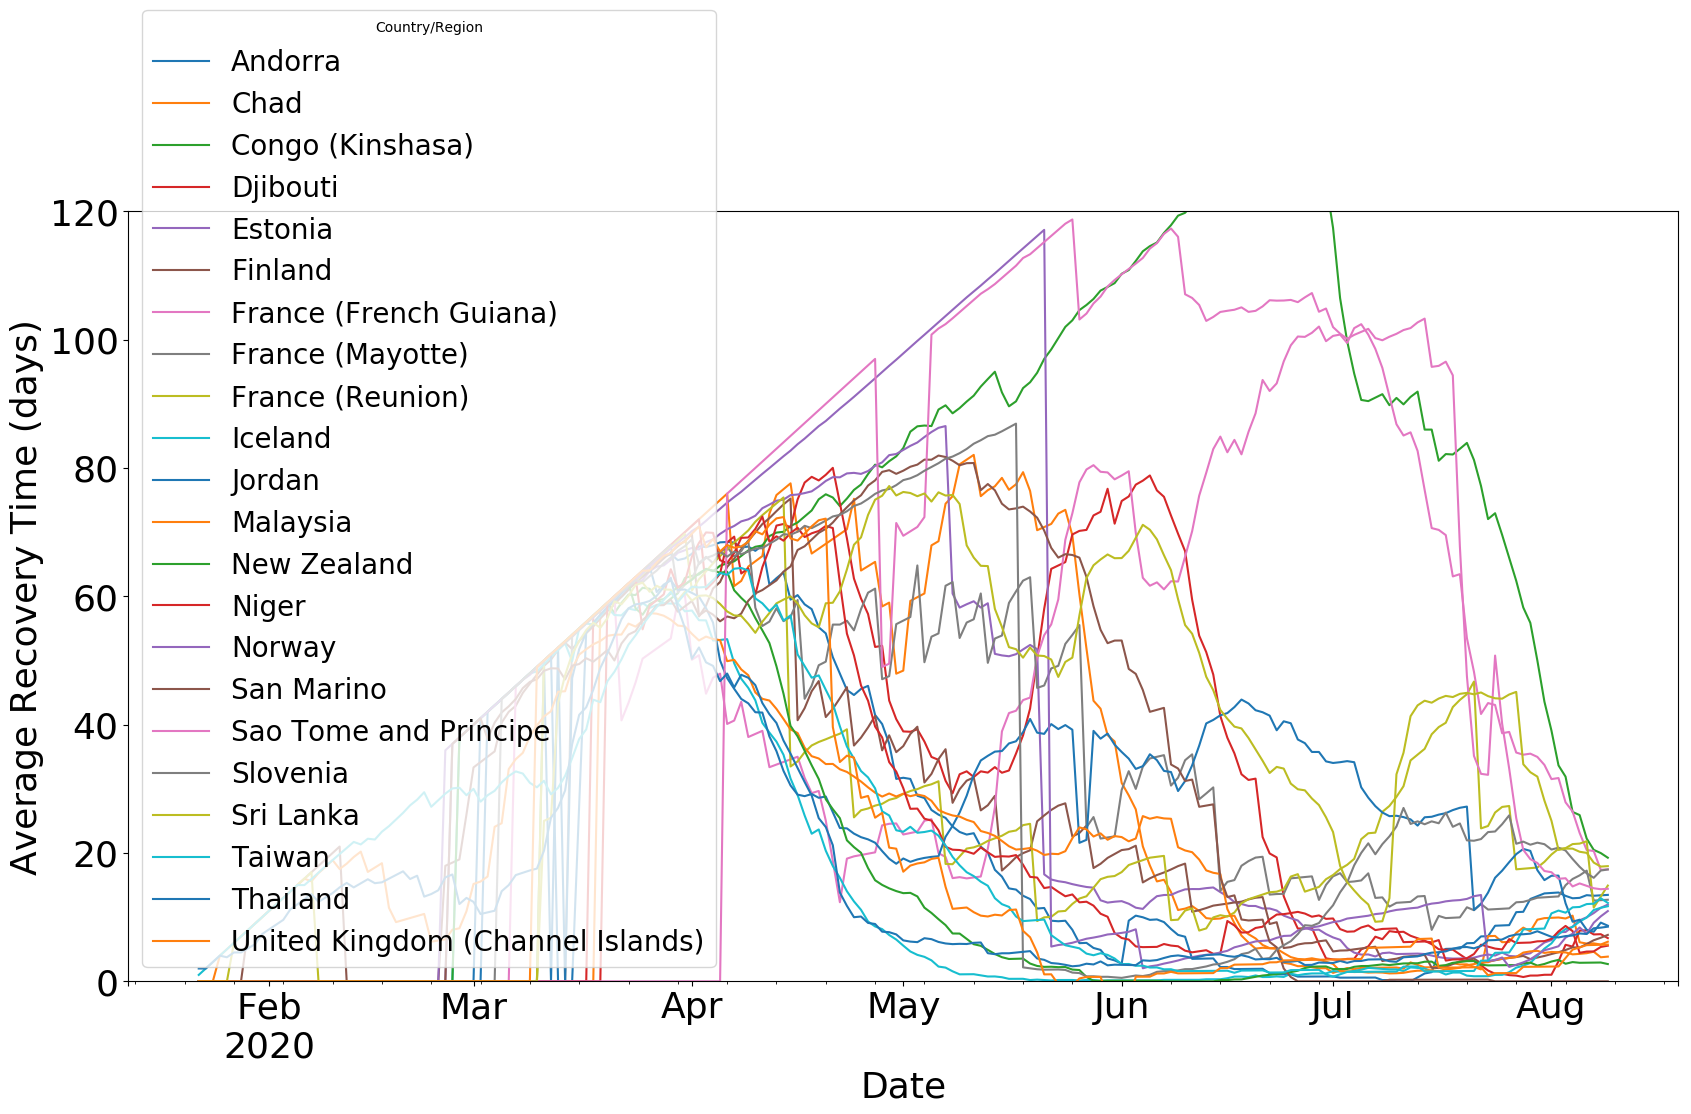 Country/Region
Andorra
Chad
Congo (Kinshasa)
Djibouti
Estonia
Finland
France (French Guiana)
France (Mayotte)
France (Reunion)
Iceland
Jordan
Malaysia
New Zealand
Niger
Norway
San Marino
Sao Tome and Principe
Slovenia
Sri Lanka
Taiwan
Thailand
United Kingdom (Channel Islands)
Average Recovery Time (days)
120
100
80
60
40
20
0
Feb Mar Apr May Jun Jul Aug
2020
Date